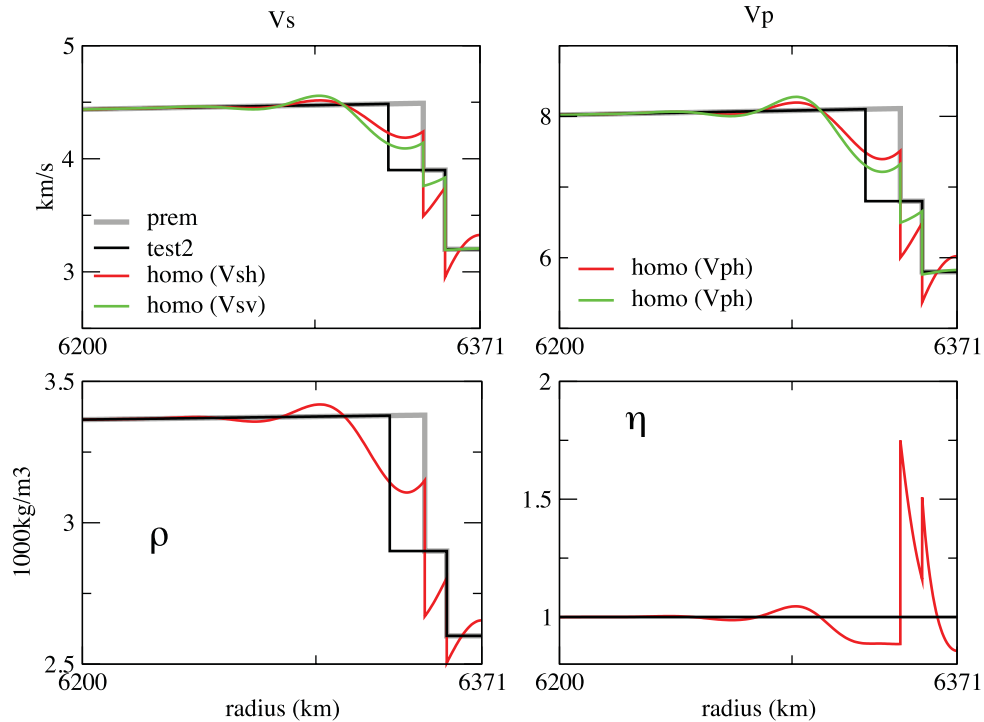 Vs
Vp
5
4
3
km/s
prem
test2
homo (Vsh)
homo (Vsv)
6200
6371
8
6
homo (Vph)
homo (Vph)
6200
6371
3.5
3
2.5
1000kg/m3
ρ
6200
6371
radius (km)
2
1.5
1
η
6200
6371
radius (km)